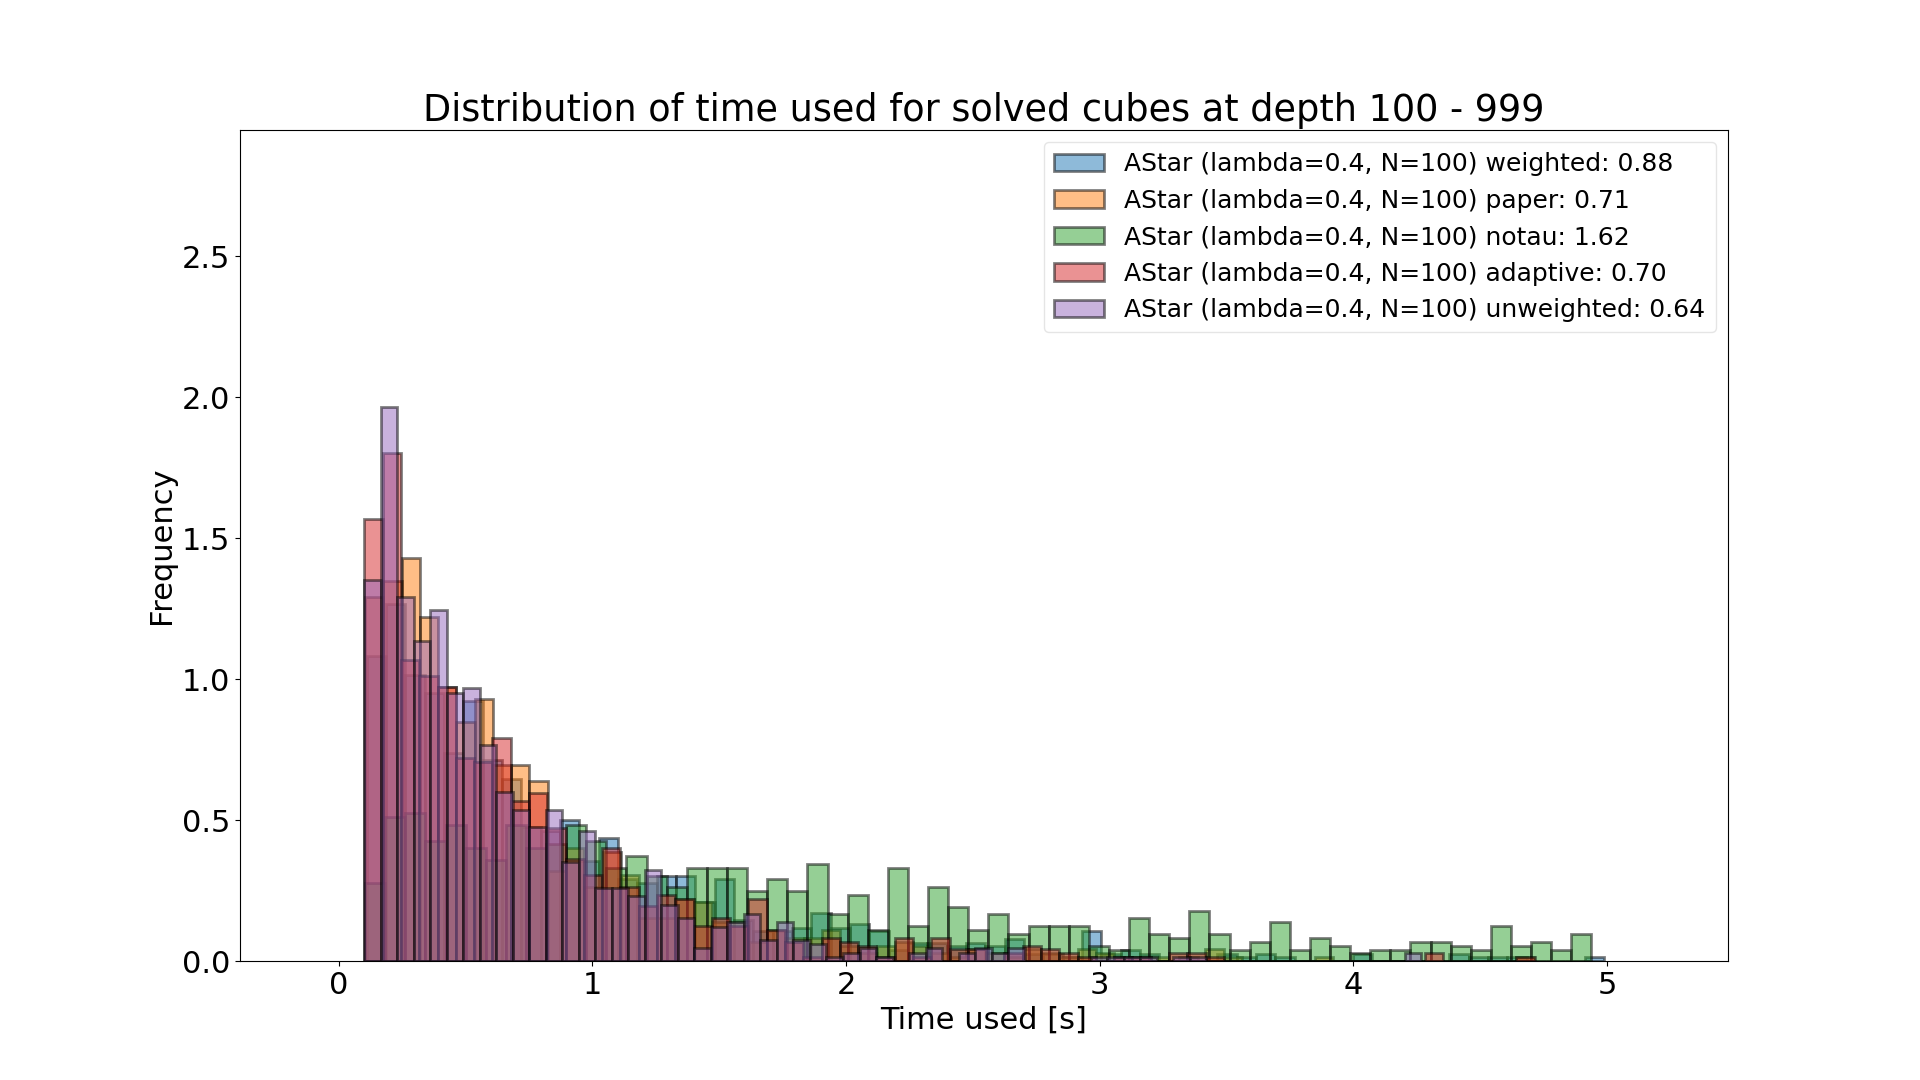 Distribution of time used for solved cubes at depth 100 - 999
AStar (lambda=0.4, N=100) weighted: 0.88
AStar (lambda=0.4, N=100) paper: 0.71
AStar (lambda=0.4, N=100) notau: 1.62
AStar (lambda=0.4, N=100) adaptive: 0.70
AStar (lambda=0.4, N=100) unweighted: 0.64
Frequency
2.5
2.0
1.5
1.0
0.5
0.0
0 1 2 3 4 5
Time used [s]